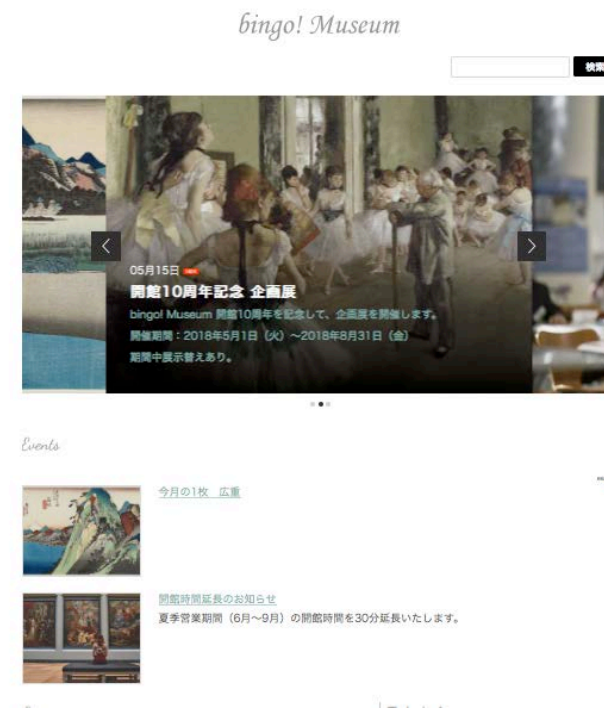 bingo! Museum
検索
05月15日
開館10周年記念 企画展
bingo! Museum 開館10周年を記念して、企画展を開催します。
開催期間：2018年5月1日（火）～2018年8月31日（金）
期間中展示替えあり。
Events
今月の1枚　広重
開館時間延長のお知らせ
夏季営業期間（6月～9月）の開館時間を30分延長いたします。